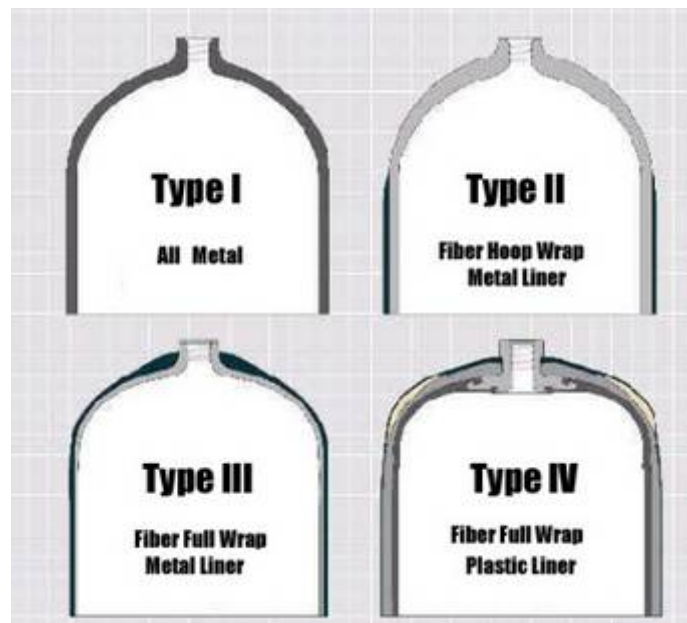 Type I
All Metal
Type II
Fiber Hoop Wrap
Metal Liner
Type III
Fiber Full Wrap
Metal Liner
Type IV
Fiber Full Wrap
Plastic Liner